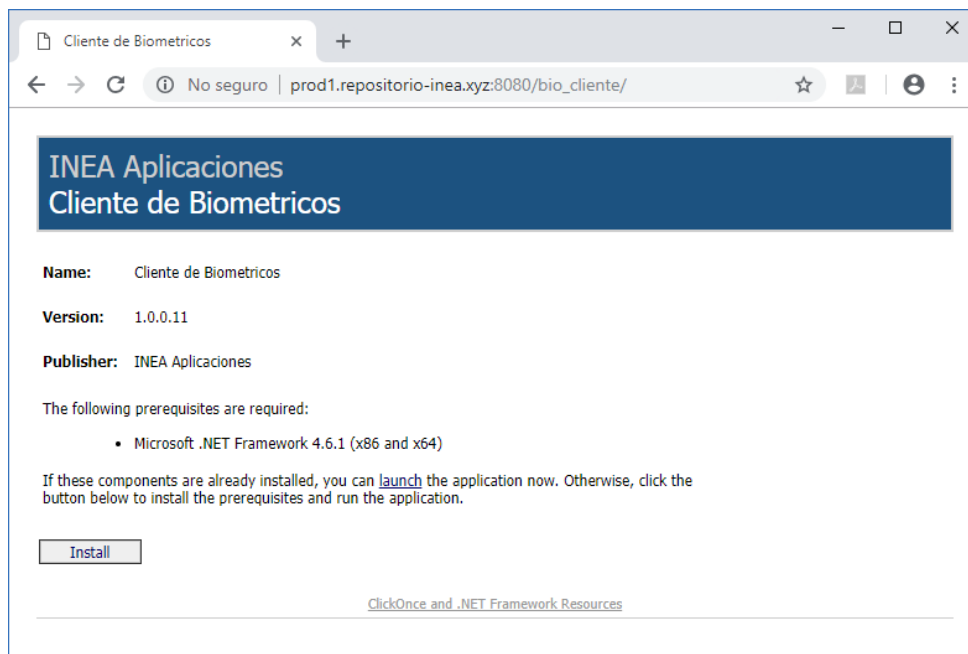 Cliente de Biometricos
No seguro | prod1.repositorio-inea.xyz:8080/bio_cliente/
INEA Aplicaciones
Cliente de Biometricos
Name: Cliente de Biometricos
Version: 1.0.0.11
Publisher: INEA Aplicaciones
The following prerequisites are required:
• Microsoft .NET Framework 4.6.1 (x86 and x64)
If these components are already installed, you can launch the application now. Otherwise, click the
button below to install the prerequisites and run the application.
Install
ClickOnce and .NET Framework Resources